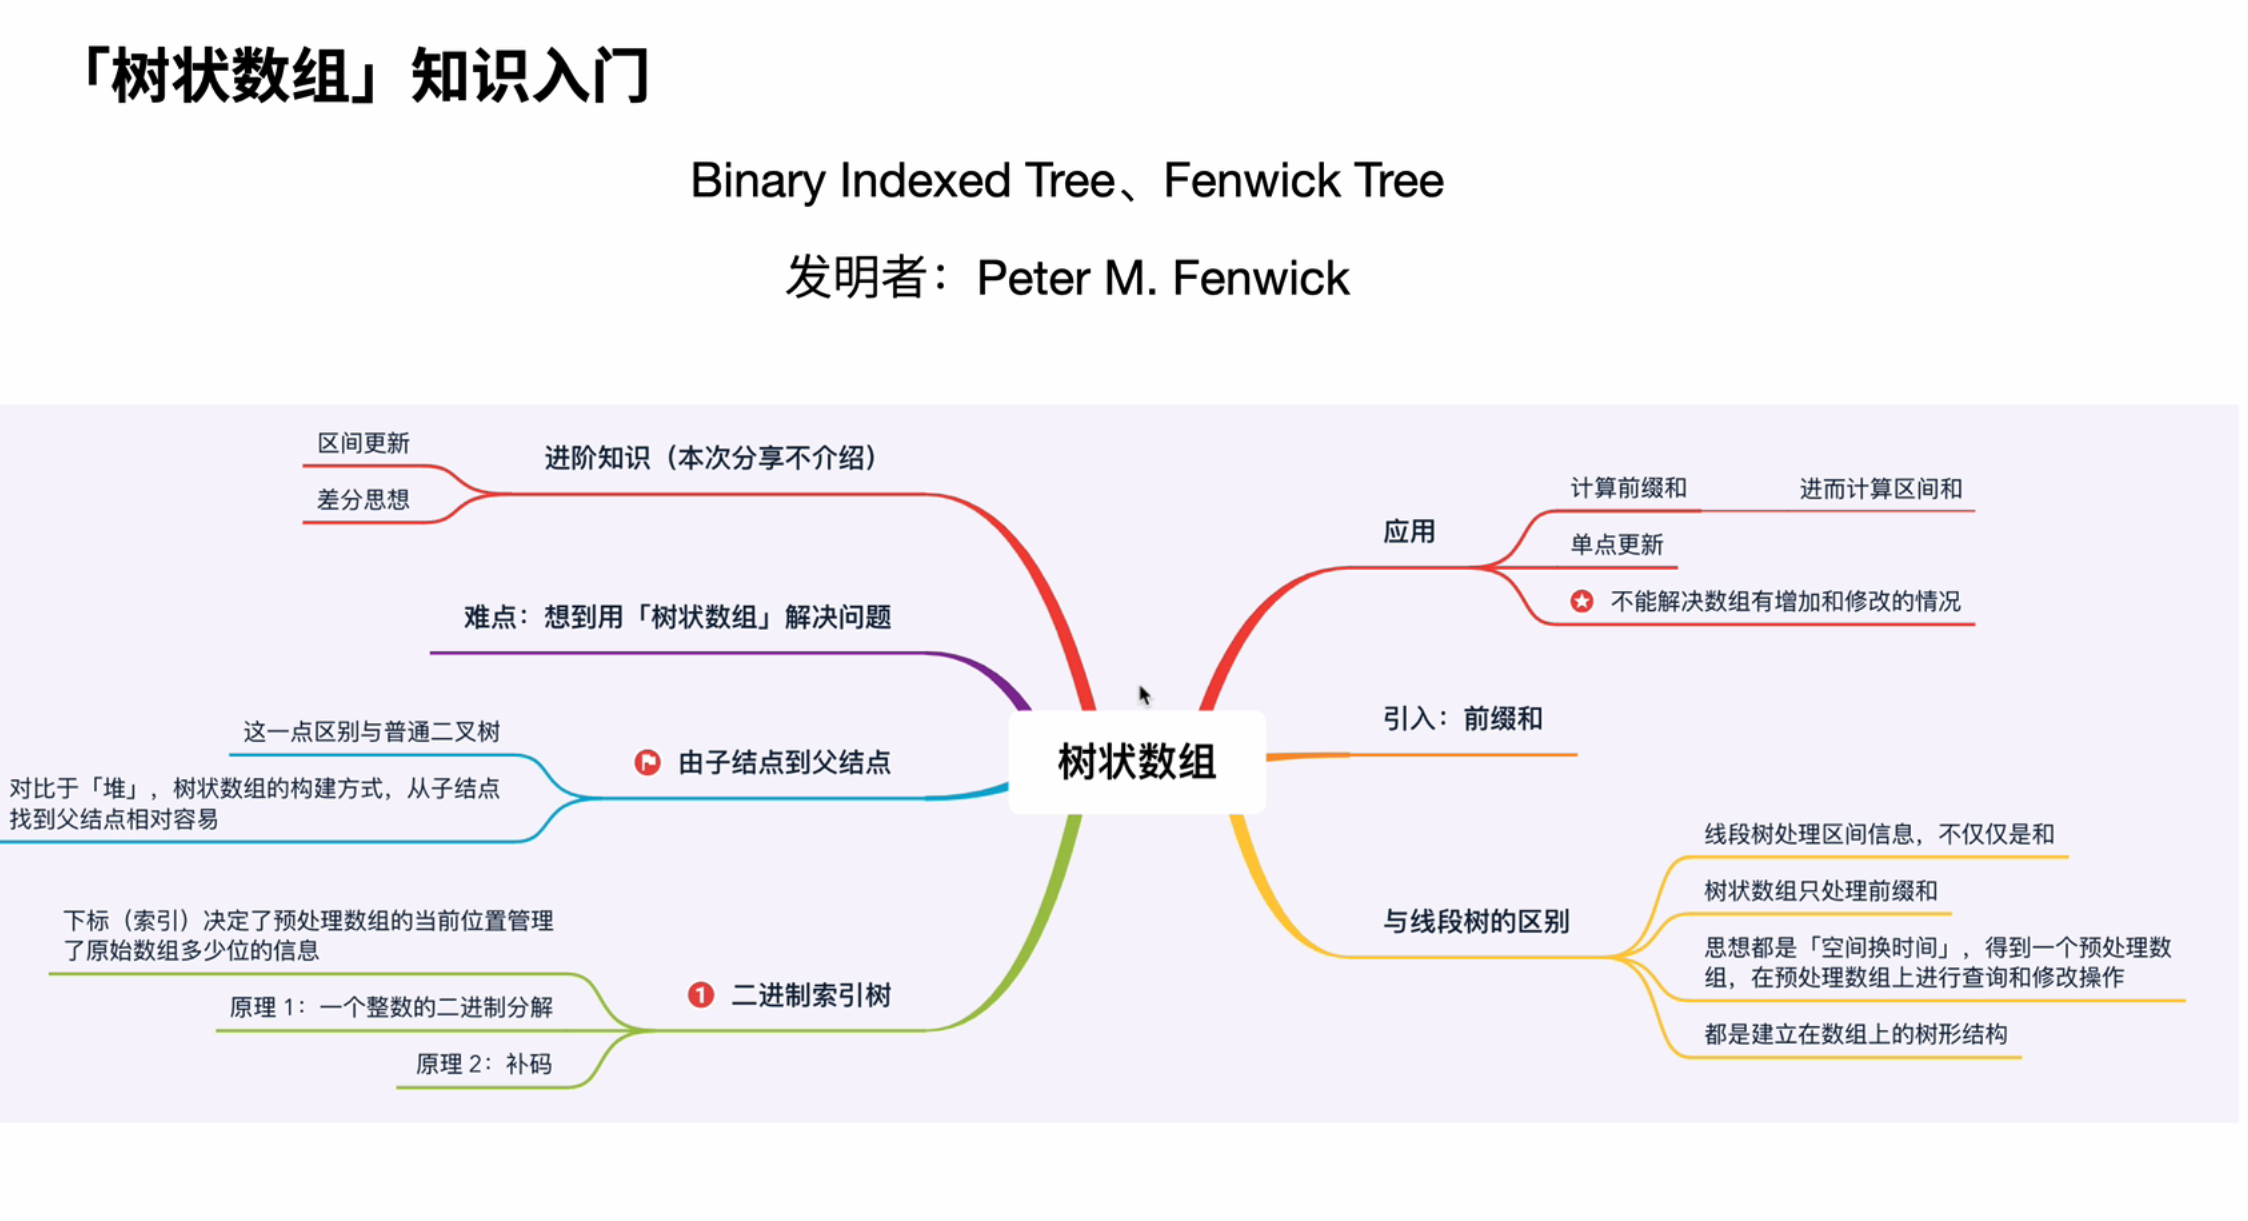 「树状数组」知识入门
Binary Indexed Tree、Fenwick Tree
发明者：Peter M. Fenwick
树状数组
进阶知识（本次分享不介绍）
区间更新
差分思想
难点：想到用「树状数组」解决问题
由子结点到父结点
这一点区别与普通二叉树
对比于「堆」，树状数组的构建方式，从子结点
找到父结点相对容易
1 二进制索引树
下标（索引）决定了预处理数组的当前位置管理
了原始数组多少位的信息
原理 1：一个整数的二进制分解
原理 2：补码
应用
计算前缀和
进而计算区间和
单点更新
不能解决数组有增加和修改的情况
引入：前缀和
与线段树的区别
线段树处理区间信息，不仅仅是和
树状数组只处理前缀和
思想都是「空间换时间」，得到一个预处理数
组，在预处理数组上进行查询和修改操作
都是建立在数组上的树形结构